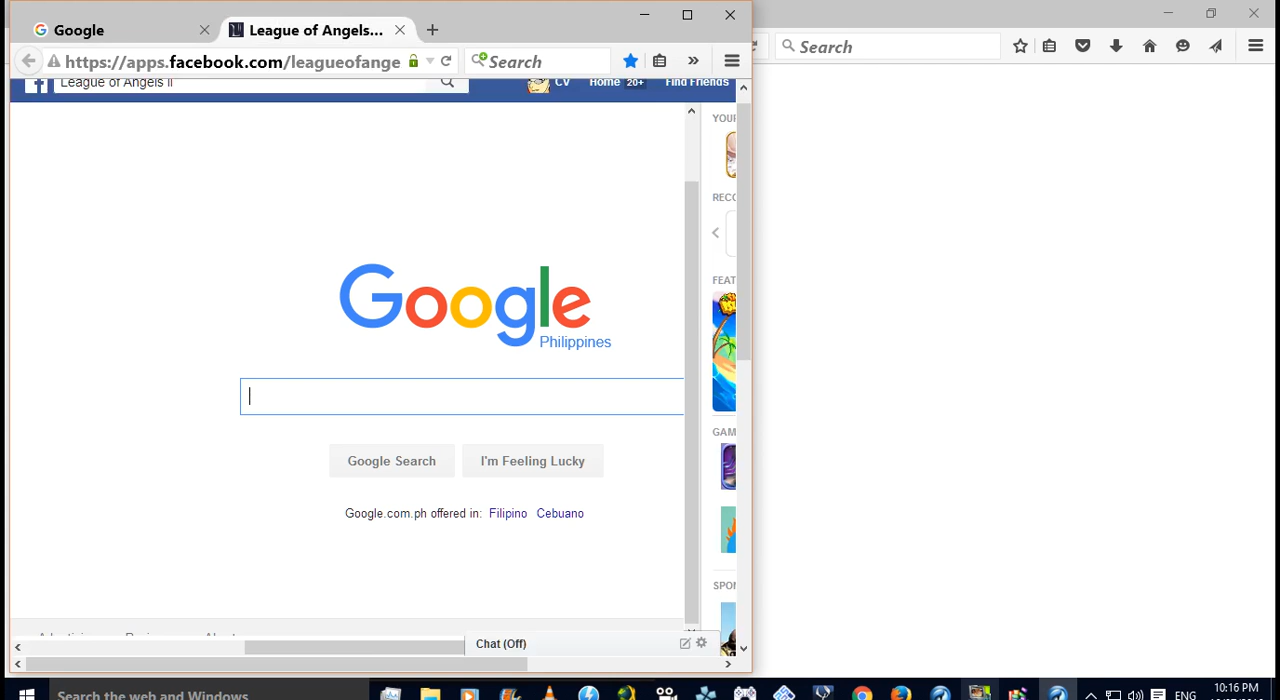 Google
League of Angels...
https://apps.facebook.com/leagueofange
Search
Search
League of Angels II
CV
Home 20+
Find Friends
YOUR
RECO
FEAT
GAM
SPON
Google
Philippines
Google Search
I'm Feeling Lucky
Google.com.ph offered in: Filipino Cebuano
Chat (Off)
Search the web and Windows
ENG
10:16 PM